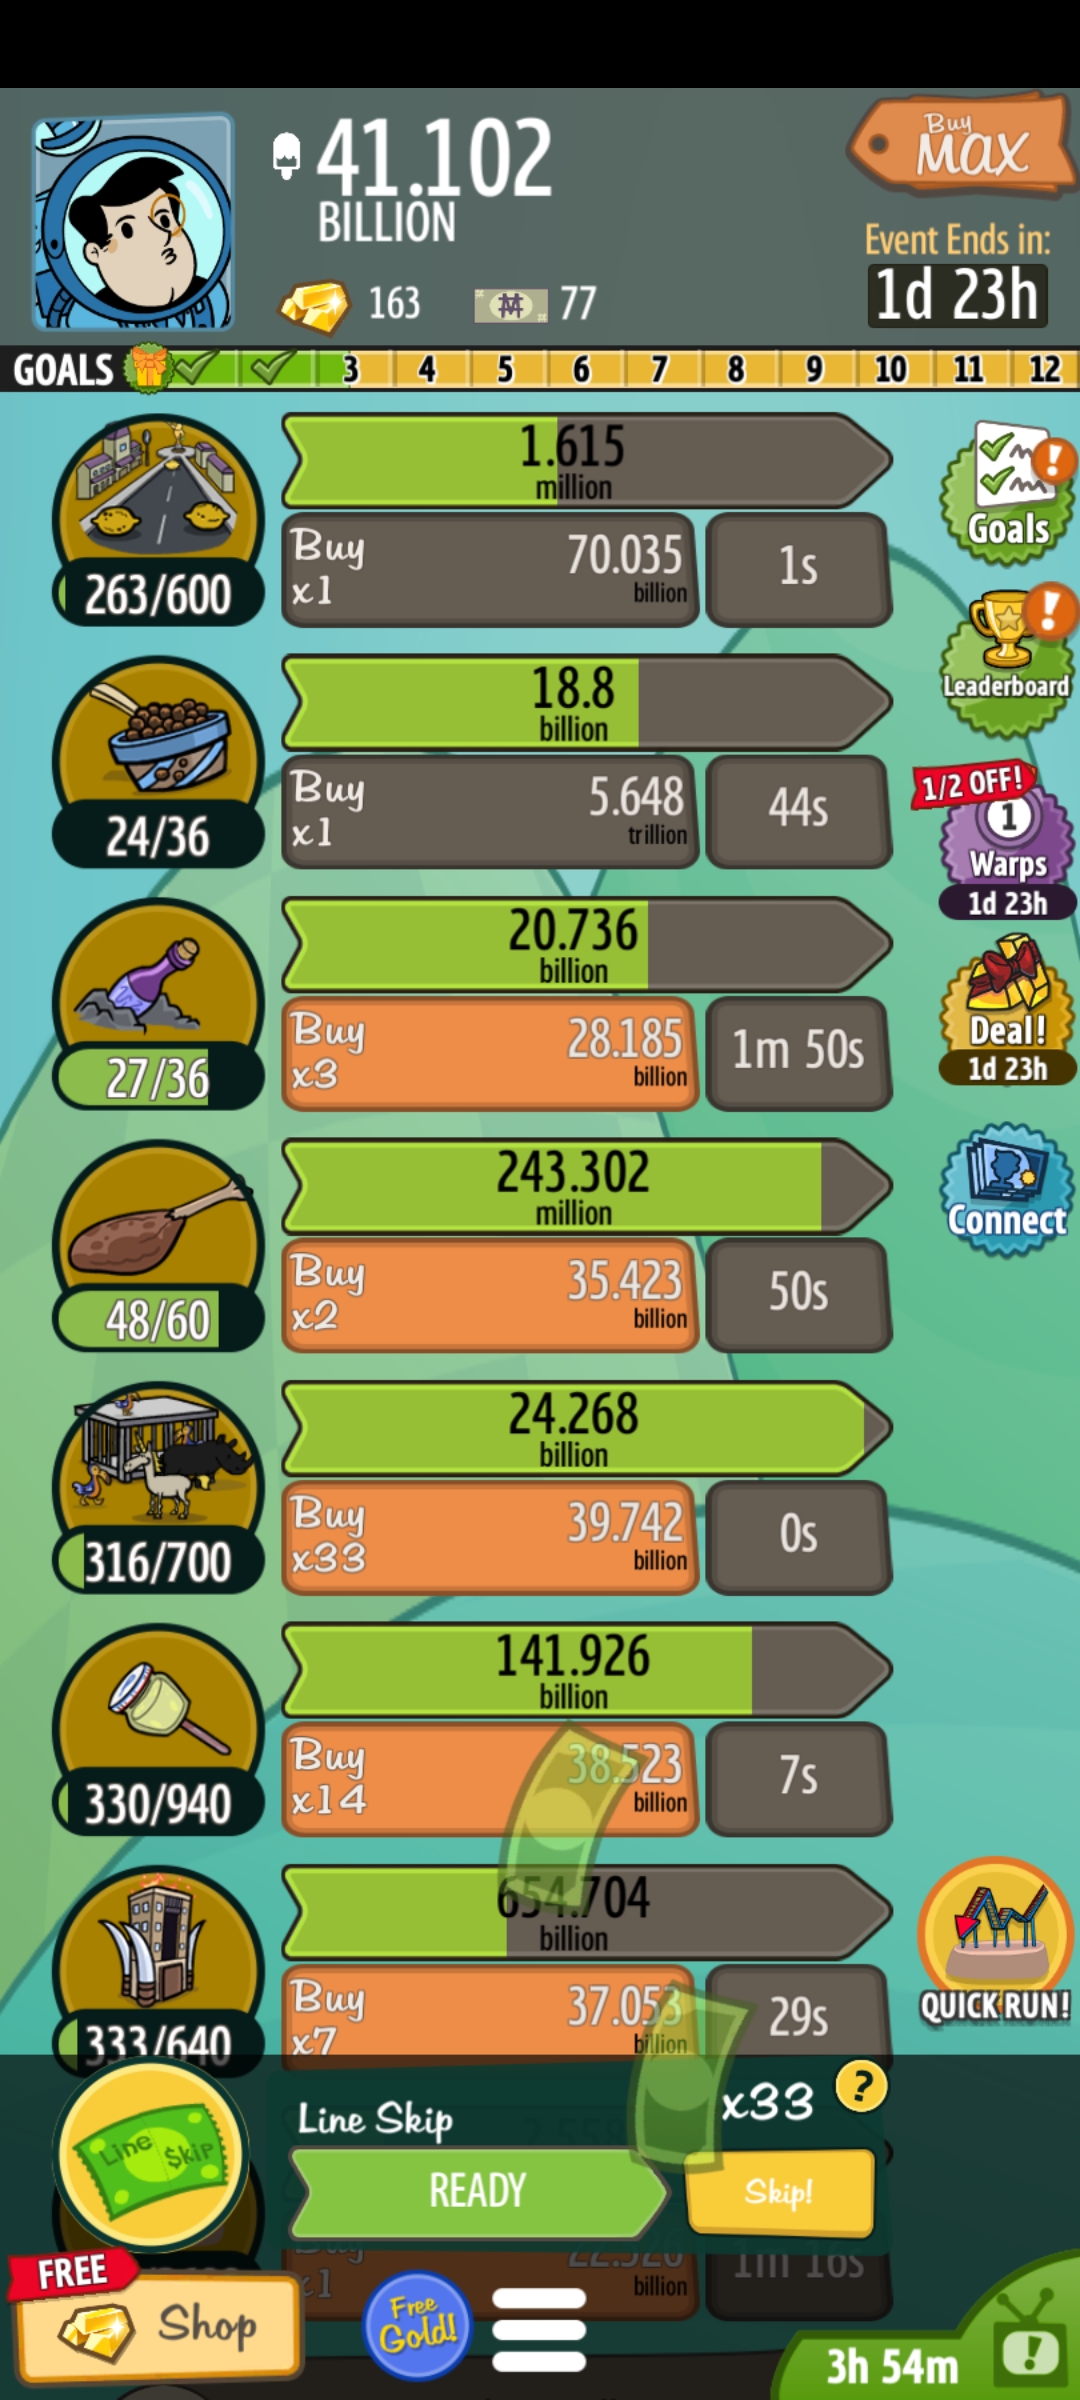 41.102
BILLION
Buy
MAX
Event Ends in:
1d 23h
163
77
GOALS
3
4
5
6
7
8
9
10
11
12
1.615
million
Buy
x1
70.035
billion
1s
263/600
Goals
Leaderboard
18.8
billion
Buy
x1
5.648
trillion
44s
24/36
1/2 OFF!
1
Warps
1d 23h
20.736
billion
Buy
x3
28.185
billion
1m 50s
27/36
Deal!
1d 23h
243.302
million
Buy
x2
35.423
billion
50s
48/60
Connect
24.268
billion
Buy
x33
39.742
billion
0s
316/700
141.926
billion
Buy
x14
38.523
billion
7s
330/940
654.704
billion
Buy
x7
37.053
billion
29s
333/640
QUICK RUN!
Line Skip
Line Skip
x33
?
READY
Skip!
x1
billion
1m 16s
FREE
Shop
Free
Gold!
3h 54m